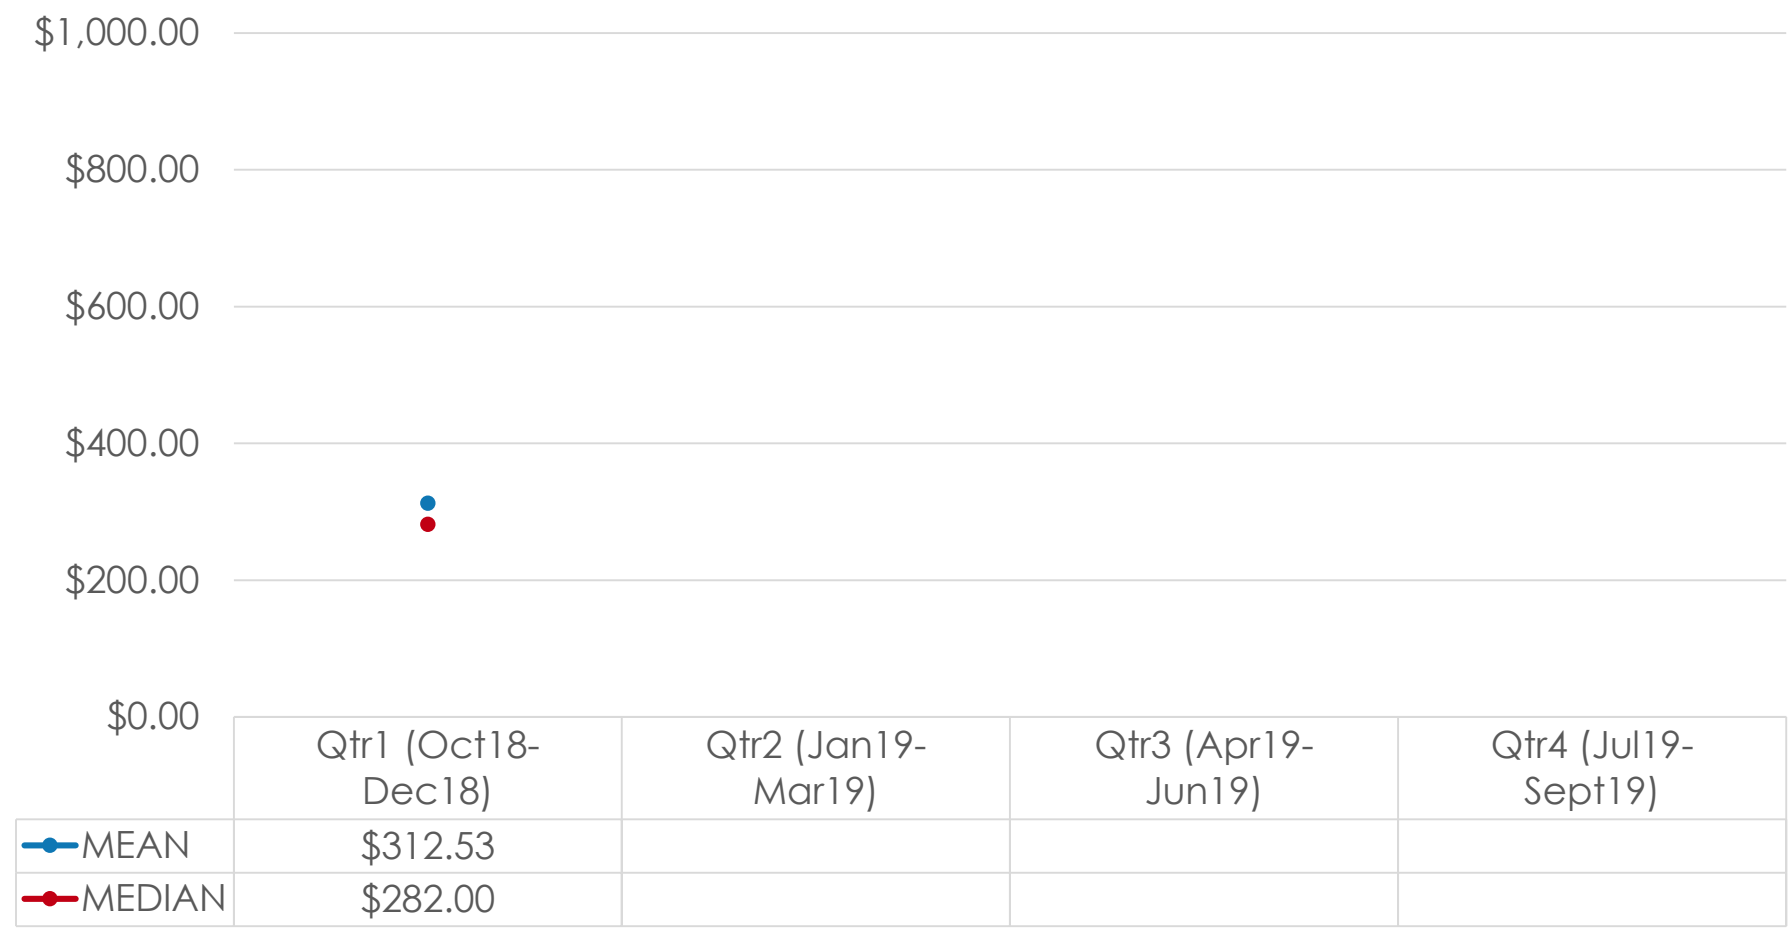 $1,000.00
$800.00
$600.00
$400.00
$200.00
$0.00
Qtr1 (Oct18-
Dec18)
Qtr2 (Jan19-
Mar19)
Qtr3 (Apr19-
Jun19)
Qtr4 (Jul19-
Sept19)
MEAN $312.53
MEDIAN $282.00